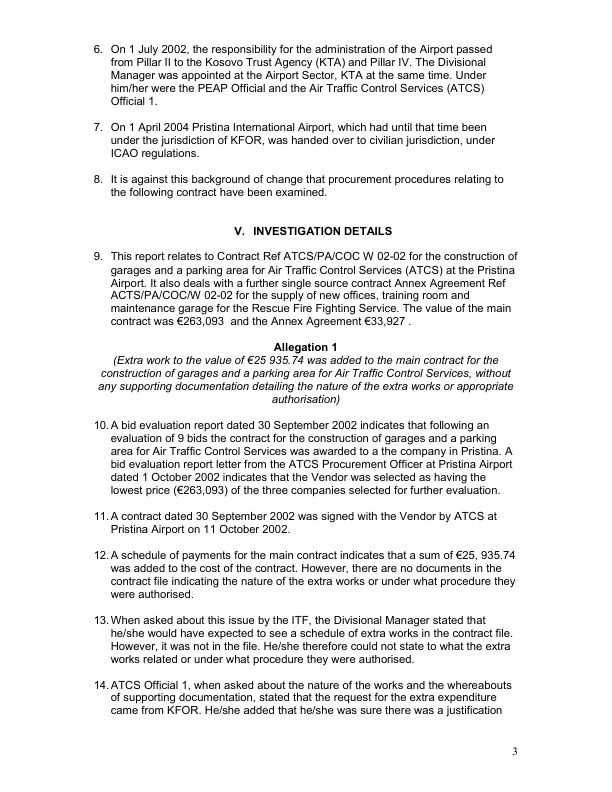 6. On 1 July 2002, the responsibility for the administration of the Airport passed
from Pillar II to the Kosovo Trust Agency (KTA) and Pillar IV. The Divisional
Manager was appointed at the Airport Sector, KTA at the same time. Under
him/her were the PEAP Official and the Air Traffic Control Services (ATCS)
Official 1.
7. On 1 April 2004 Pristina International Airport, which had until that time been
under the jurisdiction of KFOR, was handed over to civilian jurisdiction, under
ICAO regulations.
8. It is against this background of change that procurement procedures relating to
the following contract have been examined.
V. INVESTIGATION DETAILS
9. This report relates to Contract Ref ATCS/PA/COC W 02-02 for the construction of
garages and a parking area for Air Traffic Control Services (ATCS) at the Pristina
Airport. It also deals with a further single source contract Annex Agreement Ref
ACTS/PA/COC/W 02-02 for the supply of new offices, training room and
maintenance garage for the Rescue Fire Fighting Service. The value of the main
contract was €263,093 and the Annex Agreement €33,927 .
Allegation 1
(Extra work to the value of €25 935.74 was added to the main contract for the
construction of garages and a parking area for Air Traffic Control Services, without
any supporting documentation detailing the nature of the extra works or appropriate
authorisation)
10. A bid evaluation report dated 30 September 2002 indicates that following an
evaluation of 9 bids the contract for the construction of garages and a parking
area for Air Traffic Control Services was awarded to a the company in Pristina. A
bid evaluation report letter from the ATCS Procurement Officer at Pristina Airport
dated 1 October 2002 indicates that the Vendor was selected as having the
lowest price (€263,093) of the three companies selected for further evaluation.
11. A contract dated 30 September 2002 was signed with the Vendor by ATCS at
Pristina Airport on 11 October 2002.
12. A schedule of payments for the main contract indicates that a sum of €25, 935.74
was added to the cost of the contract. However, there are no documents in the
contract file indicating the nature of the extra works or under what procedure they
were authorised.
13. When asked about this issue by the ITF, the Divisional Manager stated that
he/she would have expected to see a schedule of extra works in the contract file.
However, it was not in the file. He/she therefore could not state to what the extra
works related or under what procedure they were authorised.
14. ATCS Official 1, when asked about the nature of the works and the whereabouts
of supporting documentation, stated that the request for the extra expenditure
came from KFOR. He/she added that he/she was sure there was a justification
3